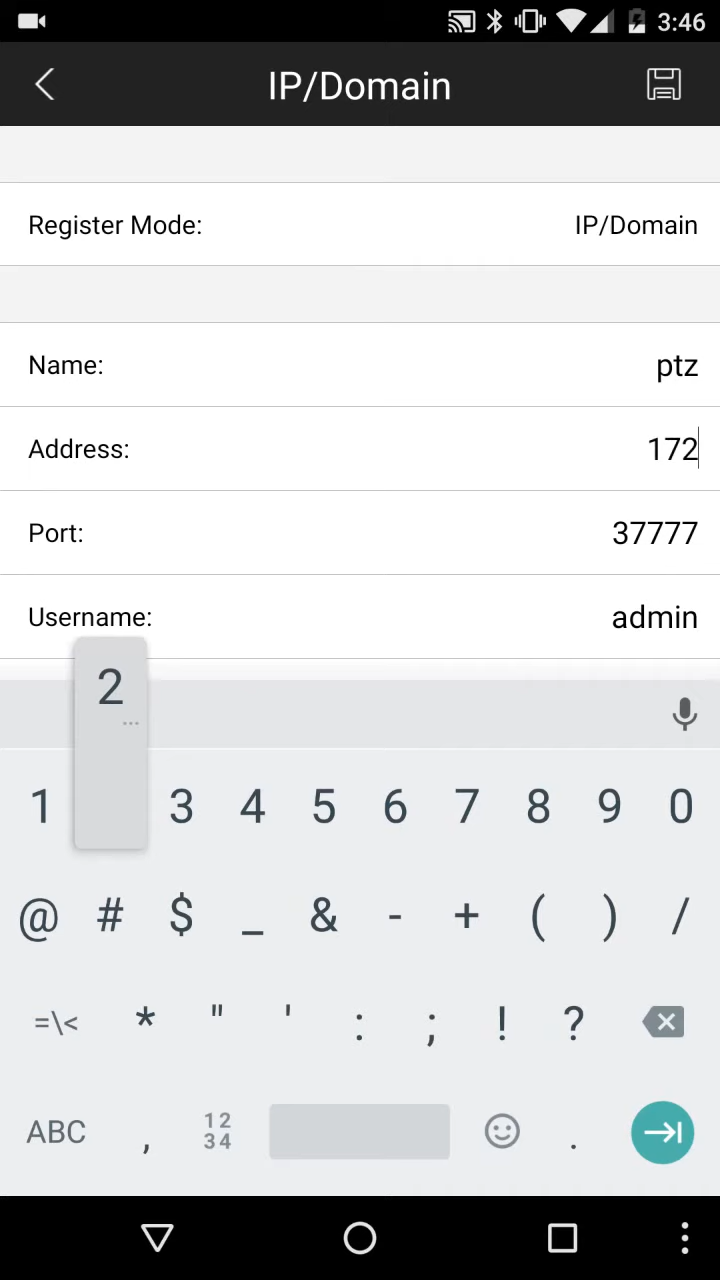 3:46
IP/Domain
Register Mode: IP/Domain
Name: ptz
Address: 172
Port: 37777
Username: admin
2
...
1 3 4 5 6 7 8 9 0
@ # $ _ & - + ( ) /
=\< * " ' : ; ! ?
ABC , 12 34 .